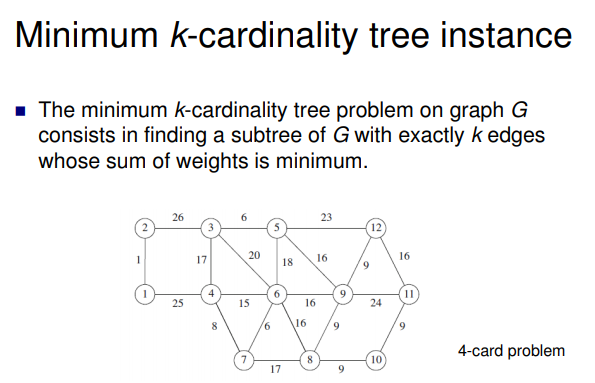 Minimum k-cardinality tree instance
The minimum k-cardinality tree problem on graph G
consists in finding a subtree of G with exactly k edges
whose sum of weights is minimum.
26 6 23
2 3 5 12
1 17 20 18 16 9 16
1 4 6 9 11
25 15 16 24
8 6 16 9 9
7 8 10
17 9
4-card problem